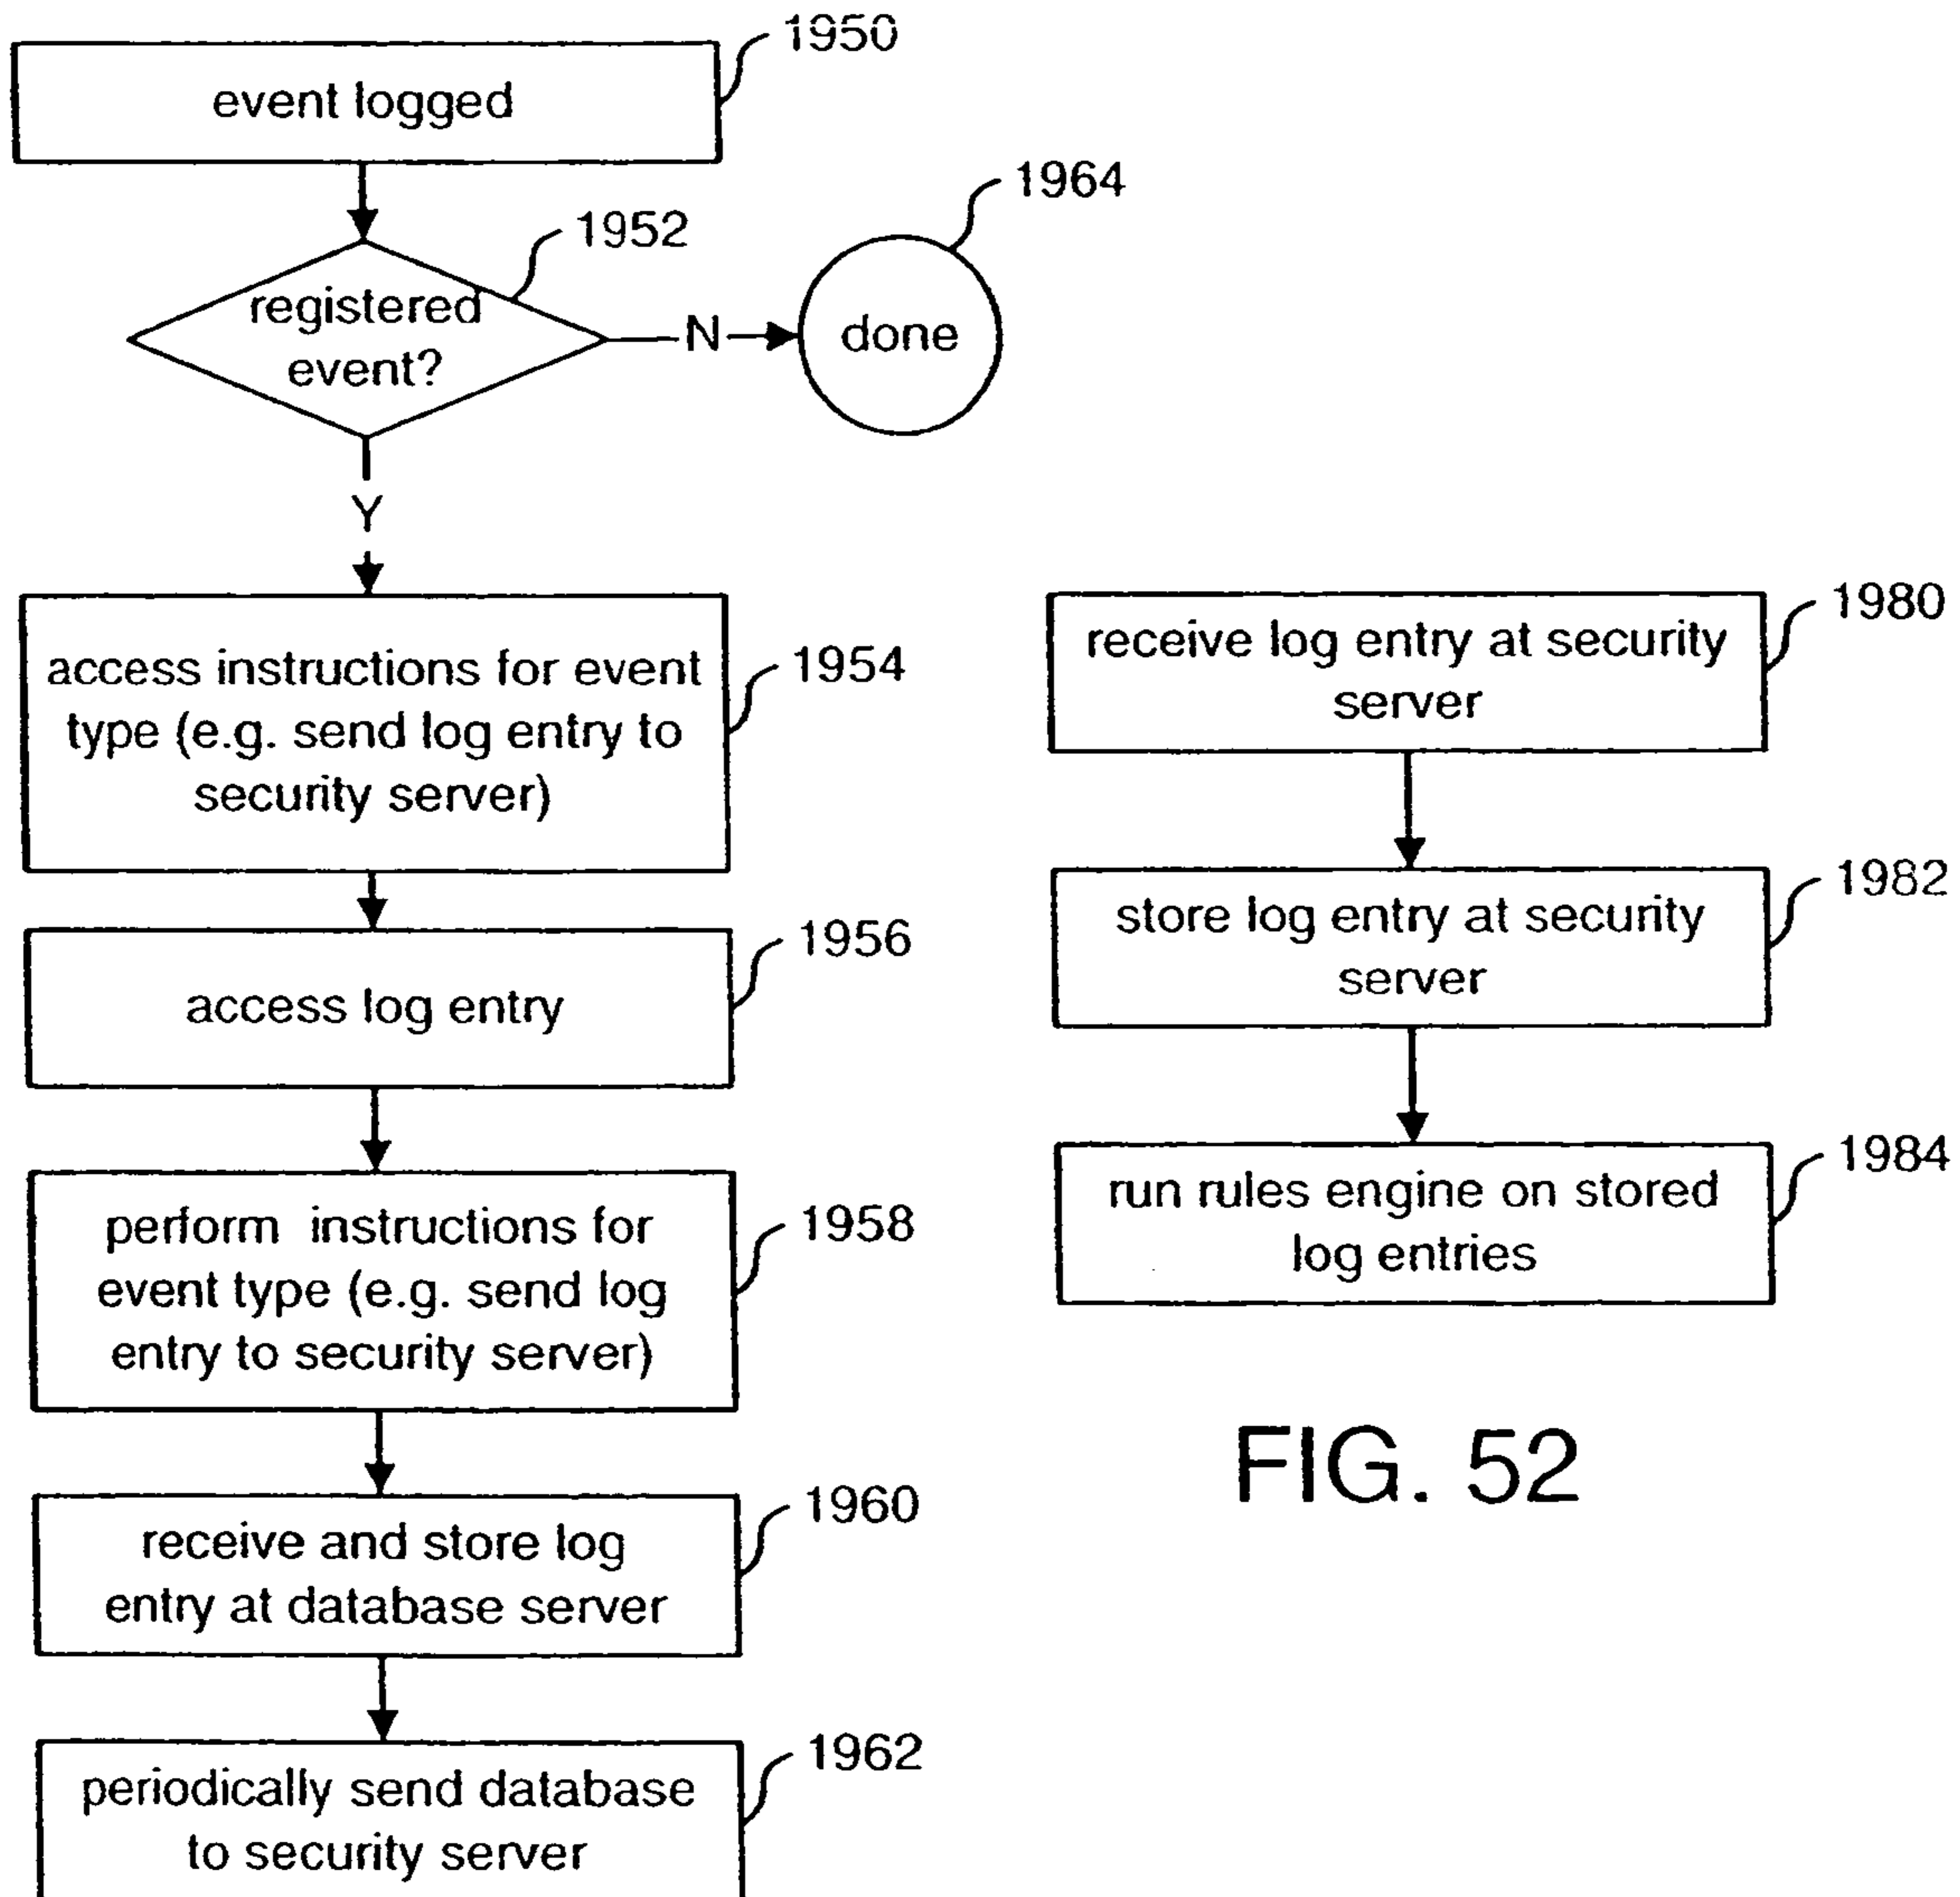 1950
event logged
1964
1952
registered
event?
N
done
Y
1954
access instructions for event
type (e.g. send log entry to
security server)
1956
access log entry
1958
perform instructions for
event type (e.g. send log
entry to security server)
1960
receive and store log
entry at database server
1962
periodically send database
to security server
1980
receive log entry at security
server
1982
store log entry at security
server
1984
run rules engine on stored
log entries
FIG. 52